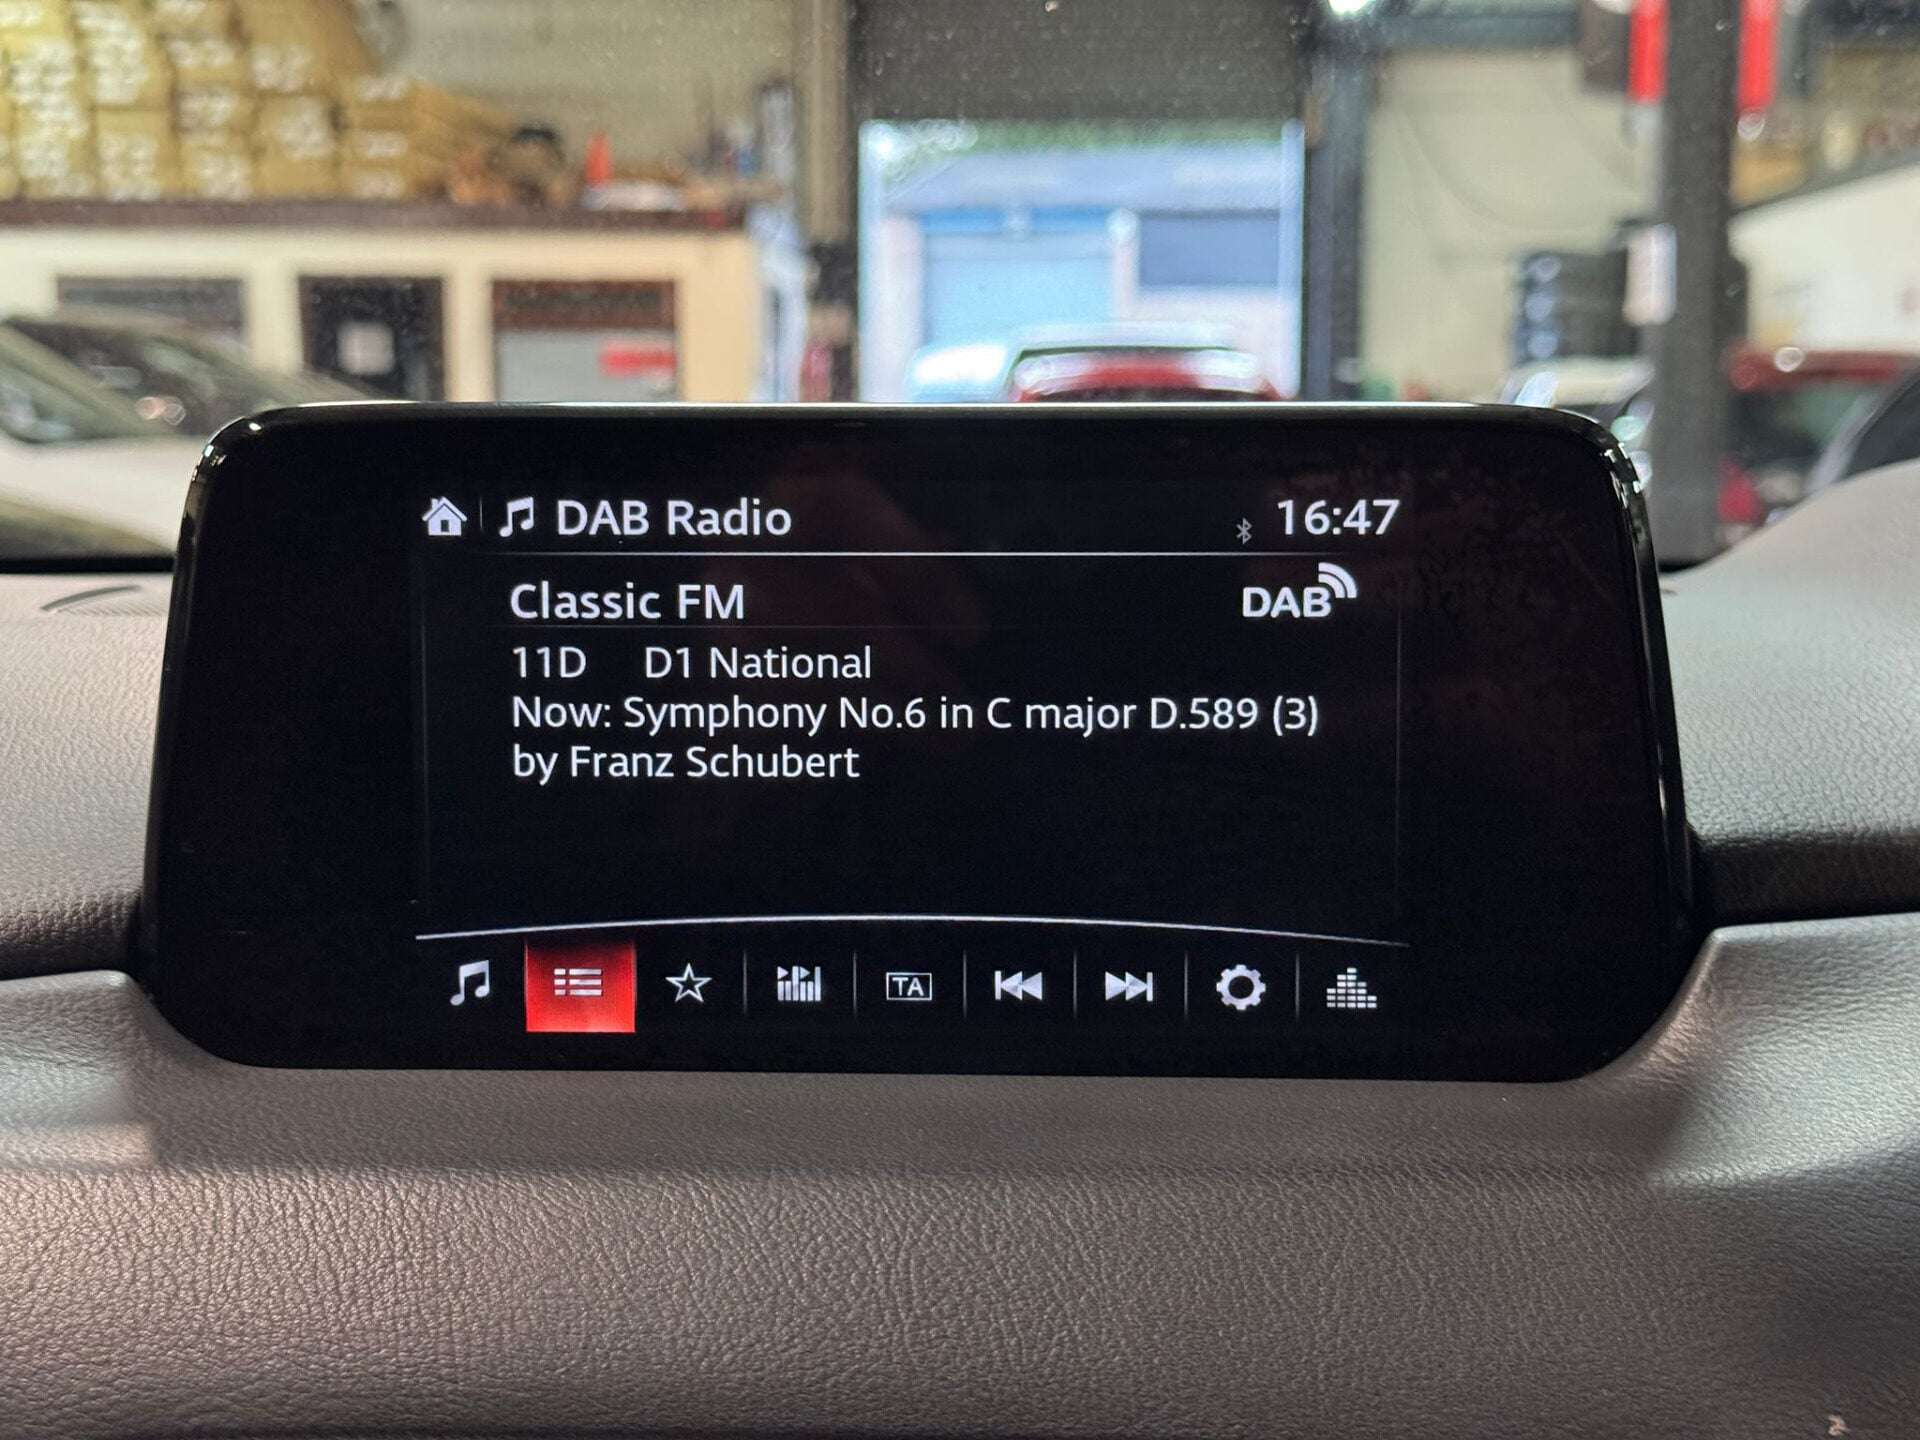 DAB Radio 16:47
Classic FM DAB
11D D1 National
Now: Symphony No.6 in C major D.589 (3)
by Franz Schubert
TA